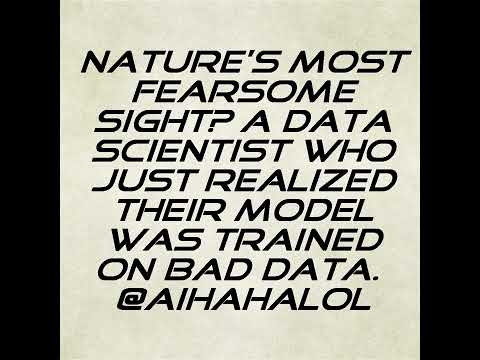 NATURE'S MOST
FEARSOME
SIGHT? A DATA
SCIENTIST WHO
JUST REALIZED
THEIR MODEL
WAS TRAINED
ON BAD DATA.
@AIHAHALOL